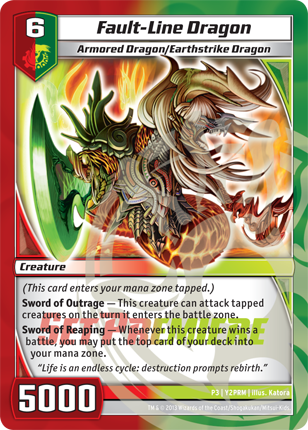 6
Fault-Line Dragon
Armored Dragon/Earthstrike Dragon
Creature
(This card enters your mana zone tapped.)
Sword of Outrage — This creature can attack tapped
creatures on the turn it enters the battle zone.
Sword of Reaping — Whenever this creature wins a
battle, you may put the top card of your deck into
your mana zone.
"Life is an endless cycle: destruction prompts rebirth."
5000
P3 | Y2PRM | Illus. Katora
TM & © 2013 Wizards of the Coast/Shogakukan/Mitsui-Kids